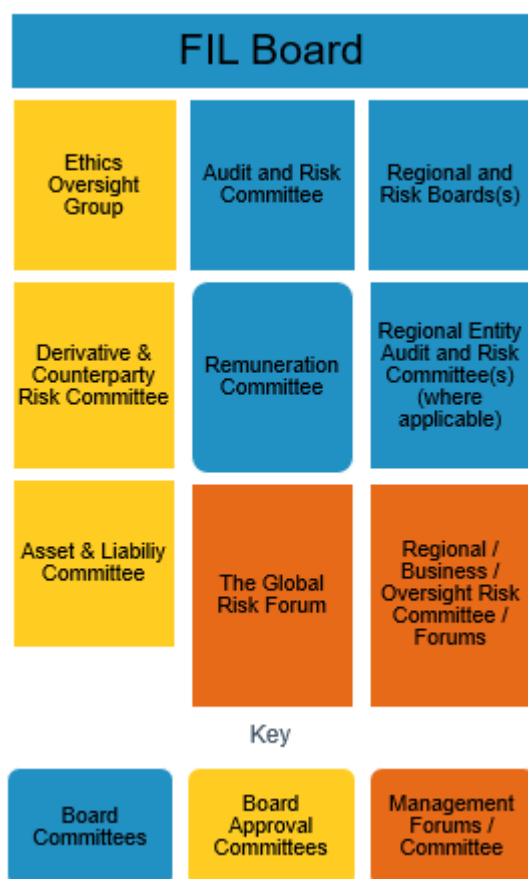 FIL Board
Ethics
Oversight
Group
Audit and Risk
Committee
Regional and
Risk Boards(s)
Derivative &
Counterparty
Risk Committee
Remuneration
Committee
Regional Entity
Audit and Risk
Committee(s)
(where
applicable)
Asset & Liabiliy
Committee
The Global
Risk Forum
Regional /
Business /
Oversight Risk
Committee /
Forums
Key
Board
Committees
Board
Approval
Committees
Management
Forums /
Committee